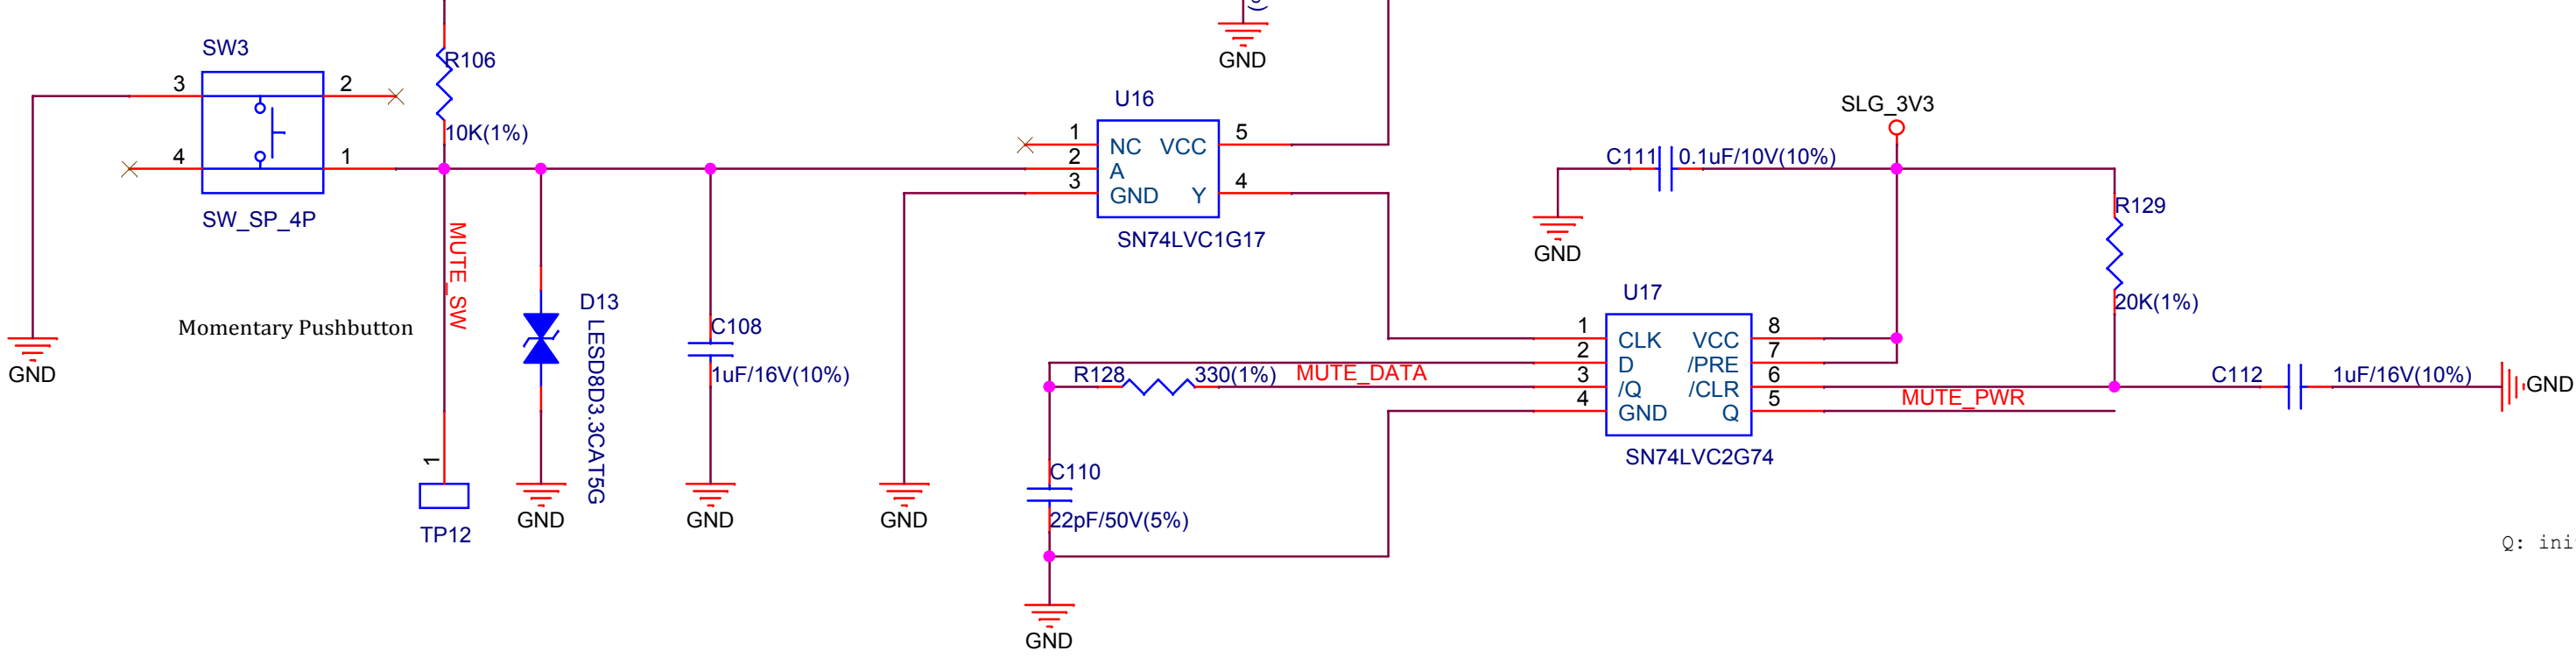 SW3
3
2
4
1
SW_SP_4P
GND
Momentary Pushbutton
R106
10K(1%)
MUTE_SW
1
TP12
D13
LESD8D3.3CAT5G
GND
C108
1uF/16V(10%)
GND
GND
U16
1
NC
VCC
5
2
A
3
GND
Y
4
SN74LVC1G17
GND
R128
330(1%)
MUTE_DATA
C110
22pF/50V(5%)
GND
SLG_3V3
C111
0.1uF/10V(10%)
GND
R129
20K(1%)
U17
1
CLK
VCC
8
2
D
/PRE
7
3
/Q
/CLR
6
4
GND
Q
5
SN74LVC2G74
MUTE_PWR
C112
1uF/16V(10%)
GND
Q: ini